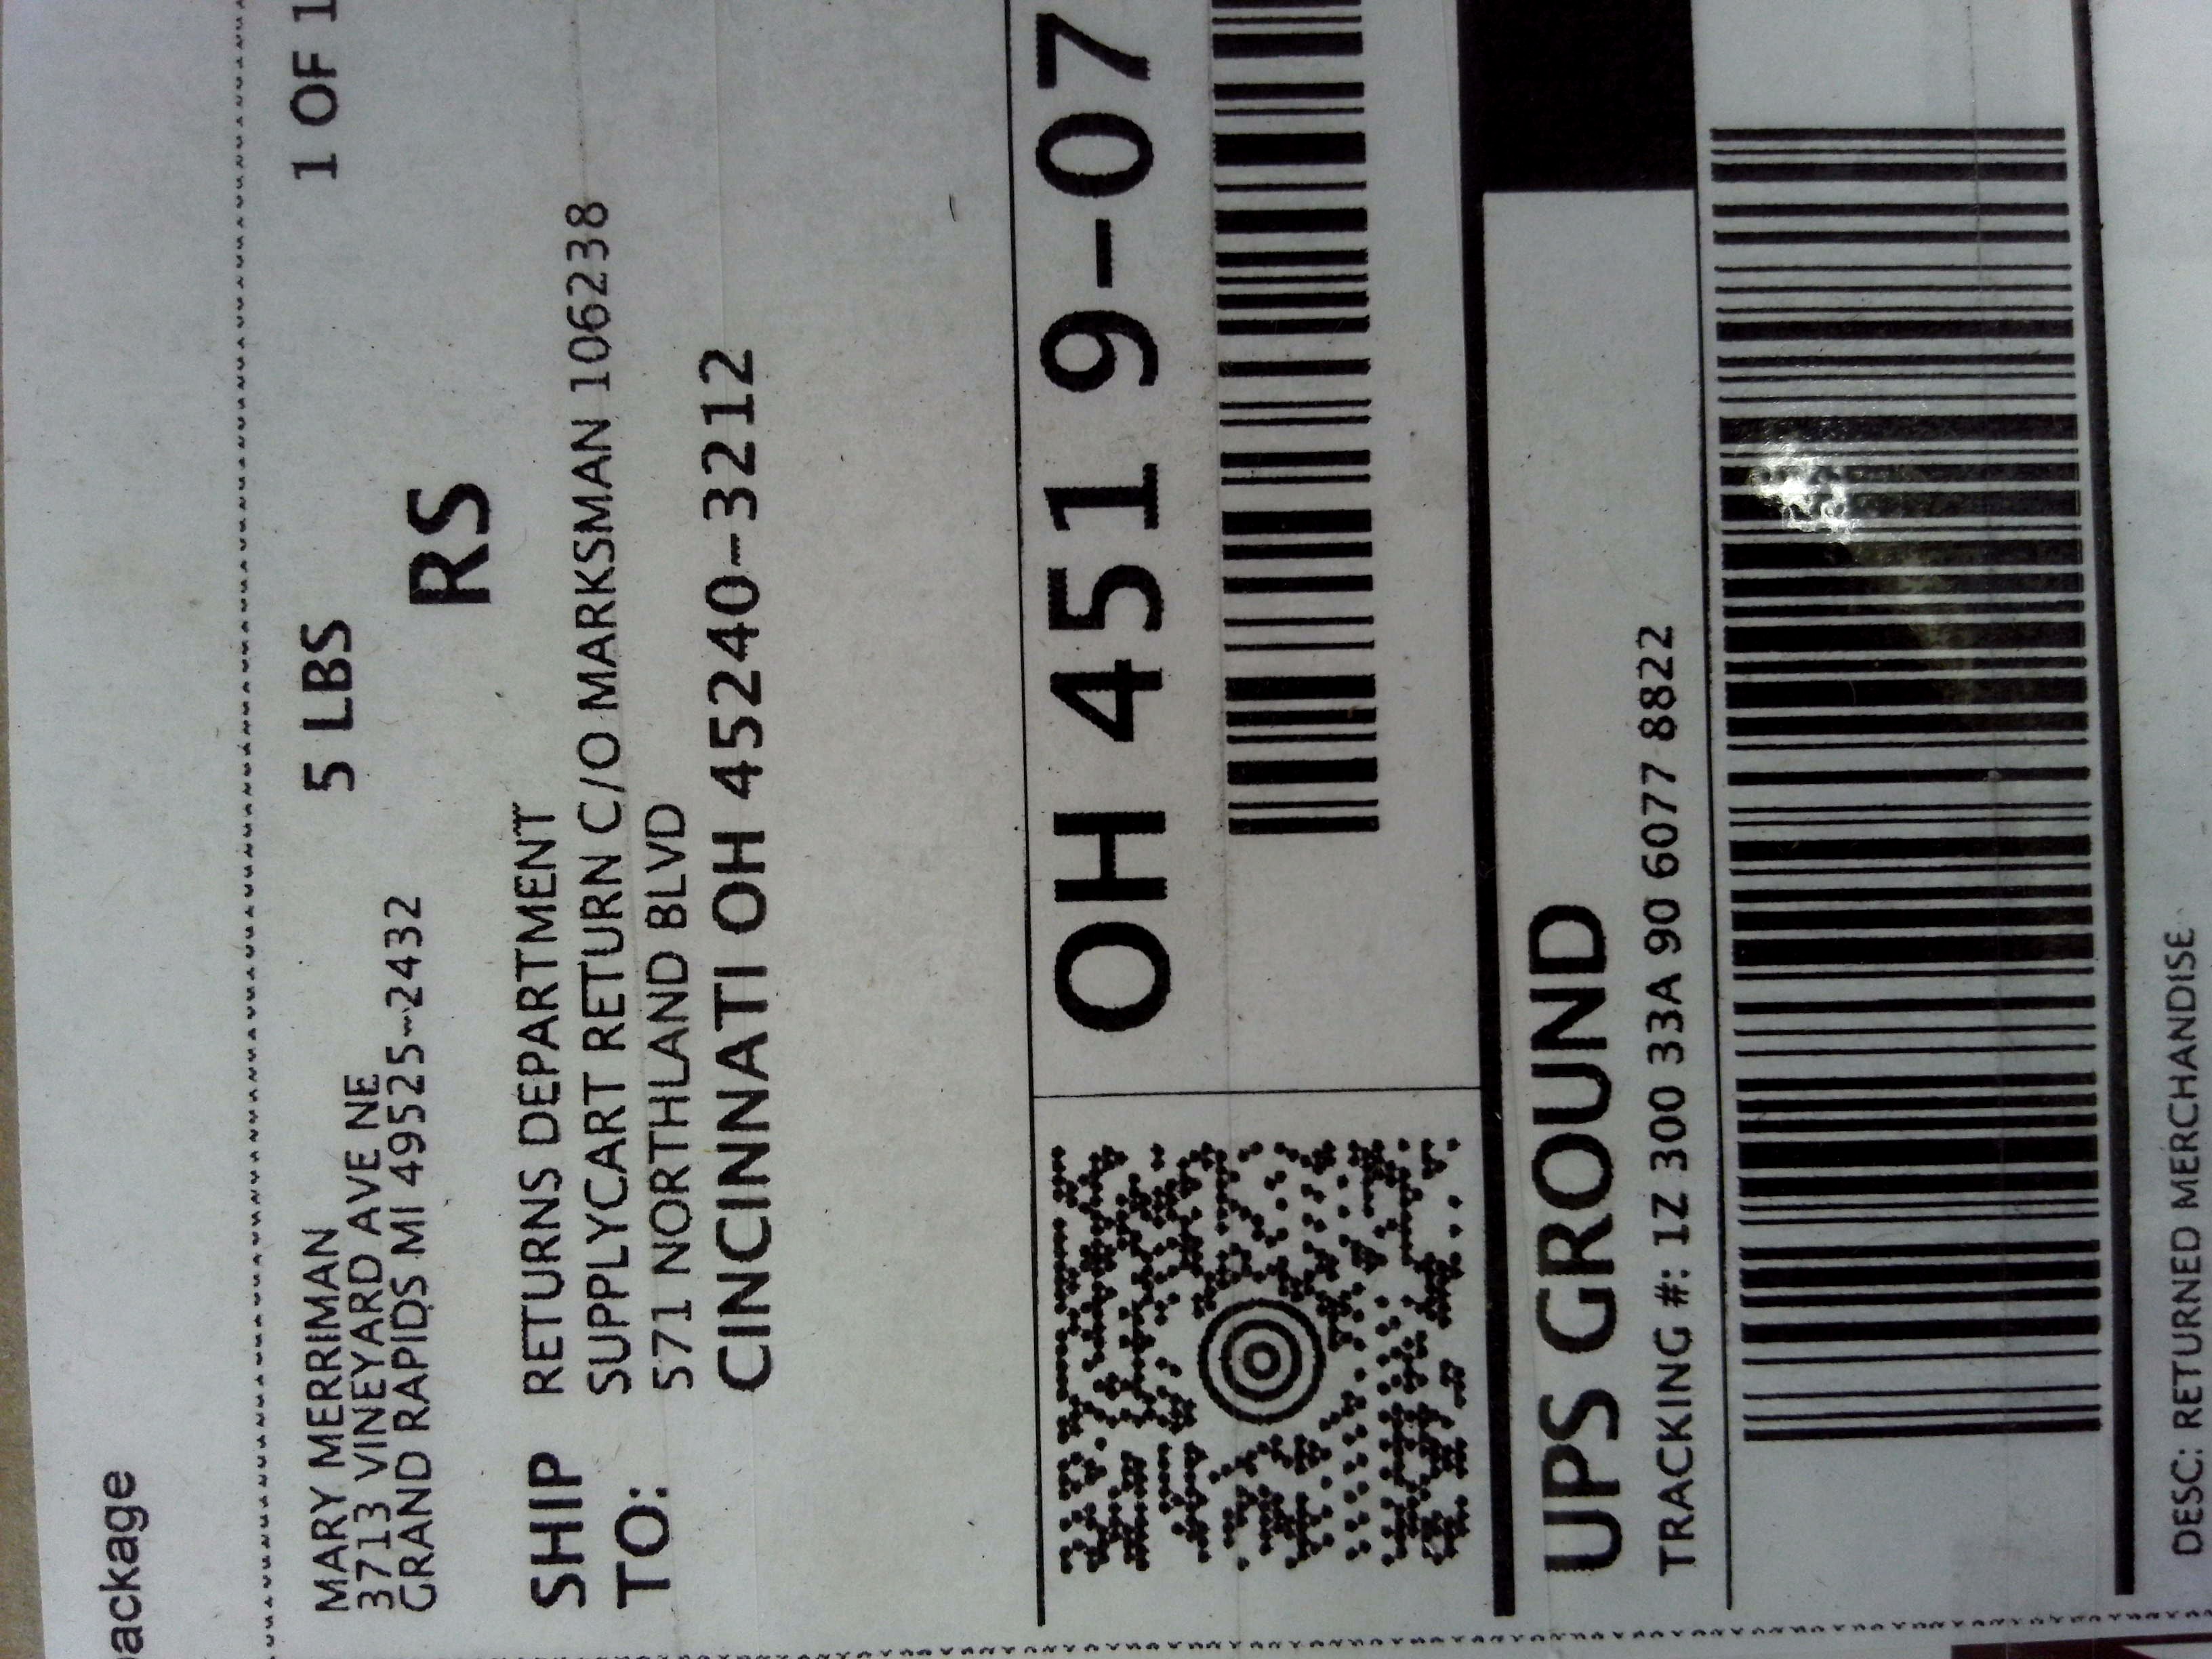 package
MARY MERRIMAN
3713 VINEYARD AVE NE
GRAND RAPIDS MI 49525-2432
5 LBS
1 OF 1
RS
SHIP TO:
RETURNS DEPARTMENT
SUPPLYCART RETURN C/O MARKSMAN 106238
571 NORTHLAND BLVD
CINCINNATI OH 45240-3212
OH 451 9-07
UPS GROUND
TRACKING #: 1Z 300 33A 90 6077 8822
DESC: RETURNED MERCHANDISE